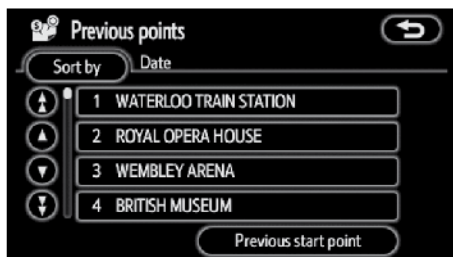 Previous points
Sort by Date
1 WATERLOO TRAIN STATION
2 ROYAL OPERA HOUSE
3 WEMBLEY ARENA
4 BRITISH MUSEUM
Previous start point